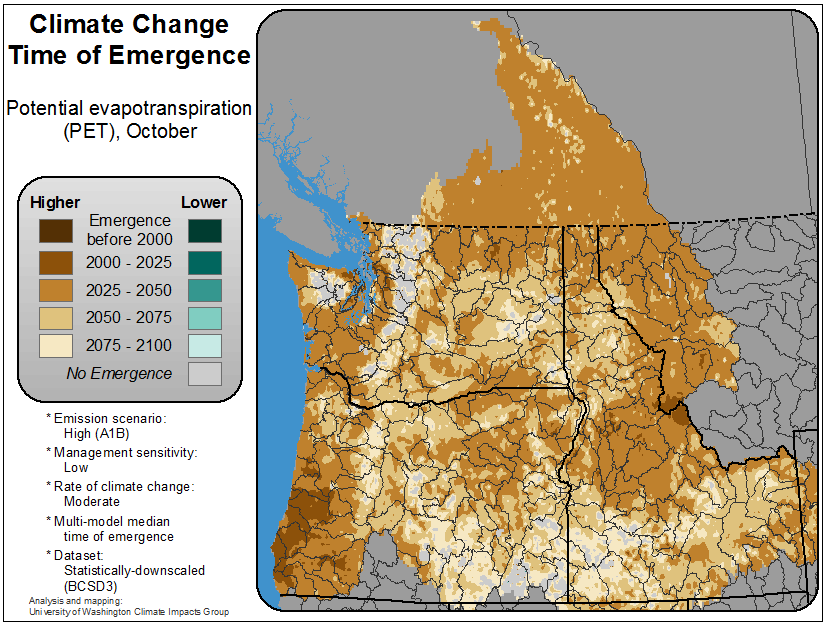 Climate Change
Time of Emergence
Potential evapotranspiration
(PET), October
Higher Lower
Emergence
before 2000
2000 - 2025
2025 - 2050
2050 - 2075
2075 - 2100
No Emergence
* Emission scenario:
High (A1B)
* Management sensitivity:
Low
* Rate of climate change:
Moderate
* Multi-model median
time of emergence
* Dataset:
Statistically-downscaled
(BCSD3)
Analysis and mapping:
University of Washington Climate Impacts Group